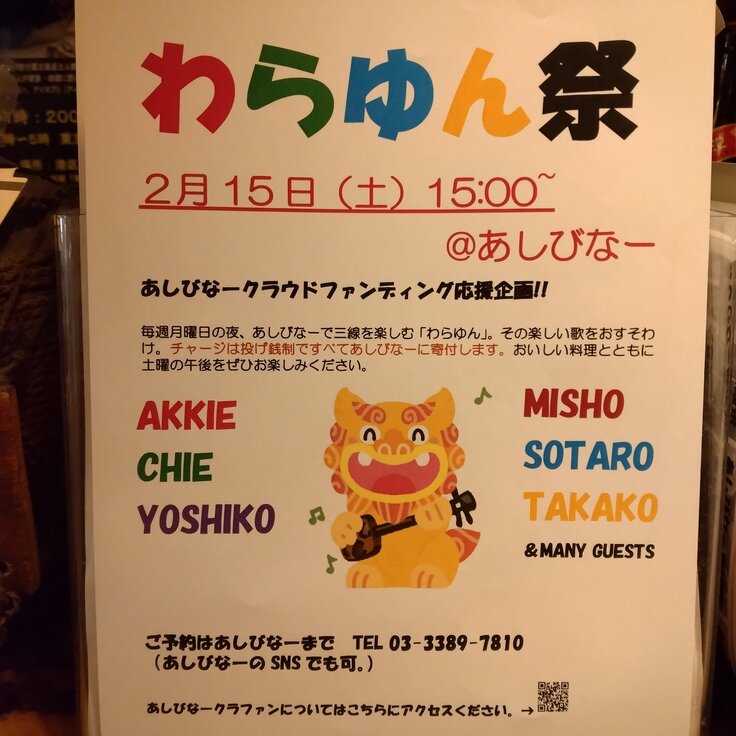 わらゆん祭
2月15日（土）15:00~
@あしびなー
あしびなークラウドファンディング応援企画!!
毎週月曜日の夜、あしびなーで三線を楽しむ「わらゆん」。その楽しい歌をおすそわ
け。チャージは投げ銭制ですべてあしびなーに寄付します。おいしい料理とともに
土曜の午後をぜひお楽しみください。
AKKIE
CHIE
YOSHIKO
MISHO
SOTARO
TAKAKO
&MANY GUESTS
ご予約はあしびなーまで TEL 03-3389-7810
（あしびなーのSNSでも可。）
あしびなークラファンについてはこちらにアクセスください。→